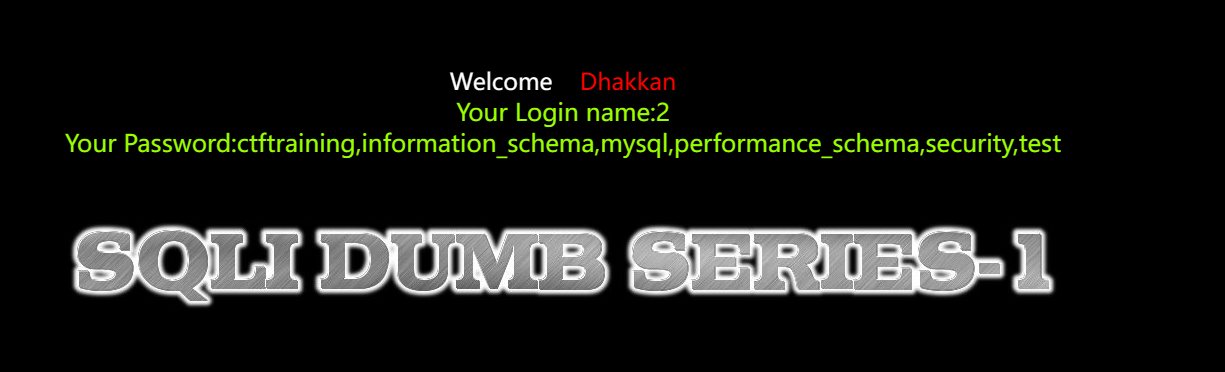 Welcome Dhakkan
Your Login name:2
Your Password:ctftraining,information_schema,mysql,performance_schema,security,test
SQLI DUMB SERIES-1